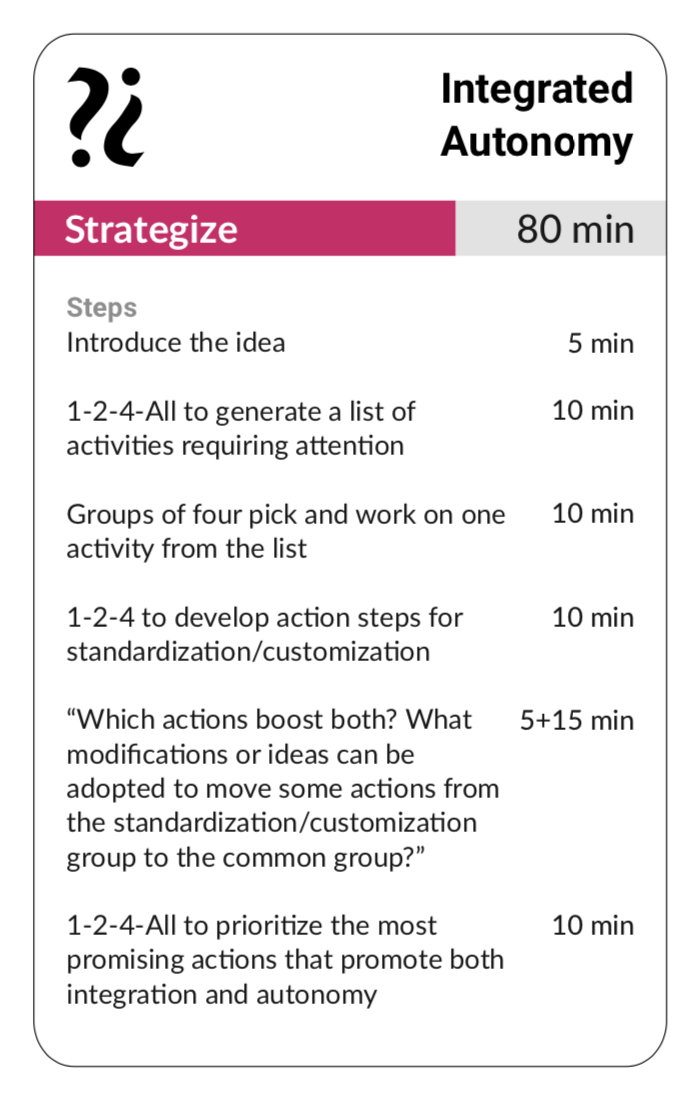 ?¿
Integrated
Autonomy
Strategize 80 min
Steps
Introduce the idea 5 min
1-2-4-All to generate a list of 10 min
activities requiring attention
Groups of four pick and work on one 10 min
activity from the list
1-2-4 to develop action steps for 10 min
standardization/customization
“Which actions boost both? What 5+15 min
modifications or ideas can be
adopted to move some actions from
the standardization/customization
group to the common group?”
1-2-4-All to prioritize the most 10 min
promising actions that promote both
integration and autonomy